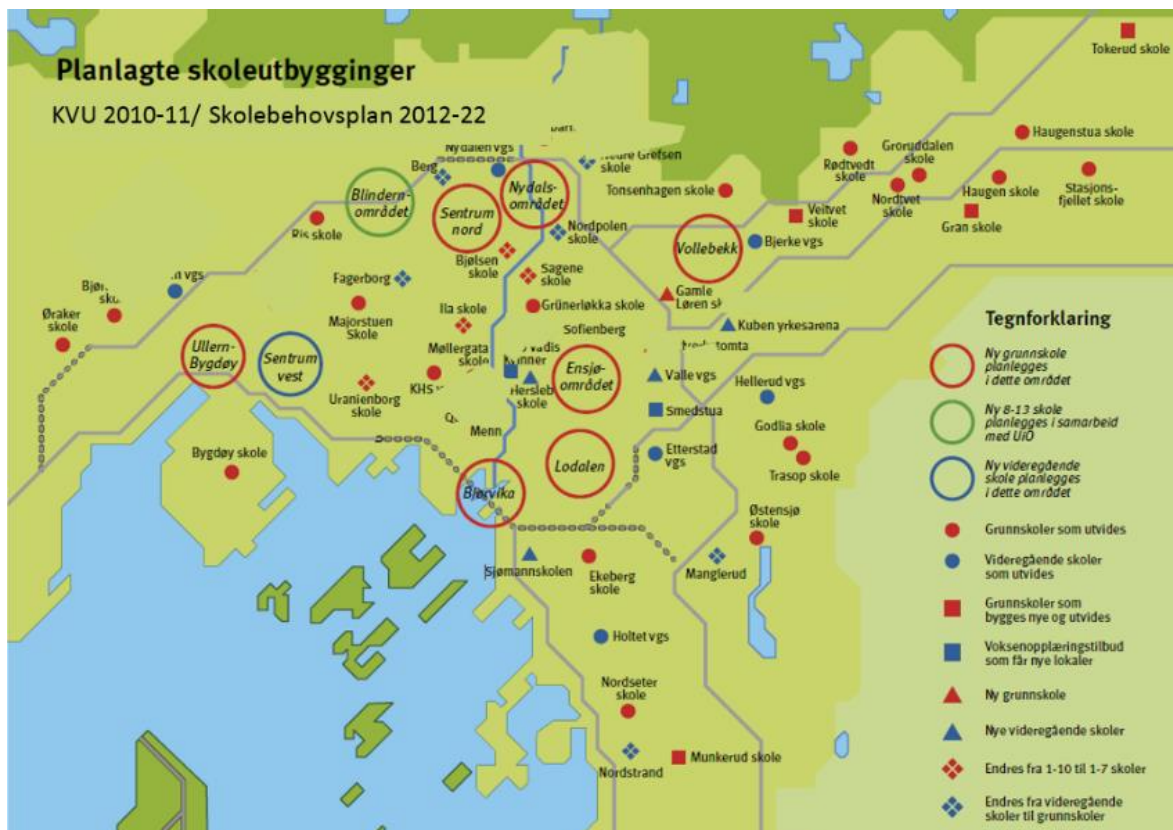 Planlagte skoleutbygginger
KVU 2010-11/ Skolebehovsplan 2012-22
Tokerud skole
Haugenstua skole
Groruddalen
skole
Rødtvedt
skole
Nordtvet
skole
Haugen skole
Stasjons-
fjellet skole
Gran skole
Veitvet
skole
Tonsenhagen skole
Bjerke vgs
Vollebekk
Nydalen vgs
Berg
skole
Nydals-
området
Blindern-
området
Sentrum
nord
Nordpolen
skole
Ris skole
Bjølsen
skole
Sagene
skole
Fagerborg
vgs
Øraker
skole
Majorstuen
Skole
Ila skole
Grünerløkka skole
Gamle
Løren
Sofienberg
Kuben yrkesarena
Møllergata
skole
Ullern-
Bygdøy
Sentrum
vest
Uranienborg
skole
KHS
Hersleb
skole
Ensjø-
området
Valle vgs
Hellerud vgs
Smedstua
Menn
Godlia skole
Trasop skole
Etterstad
vgs
Bygdøy skole
Bjørvika
Lodalen
Østensjø
skole
Sjømannskolen
Ekeberg
skole
Manglerud
Holtet vgs
Nordseter
skole
Nordstrand
Munkerud skole
Tegnforklaring
Ny grunnskole
planlegges
i dette området
Ny 8-13 skole
planlegges i samarbeid
med UiO
Ny videregående
skole planlegges
i dette området
Grunnskoler som utvides
Videregående skoler
som utvides
Grunnskoler som
bygges nye og utvides
Voksenopplæringstilbud
som får nye lokaler
Ny grunnskole
Nye videregående skoler
Endres fra 1-10 til 1-7 skoler
Endres fra videregående
skoler til grunnskoler